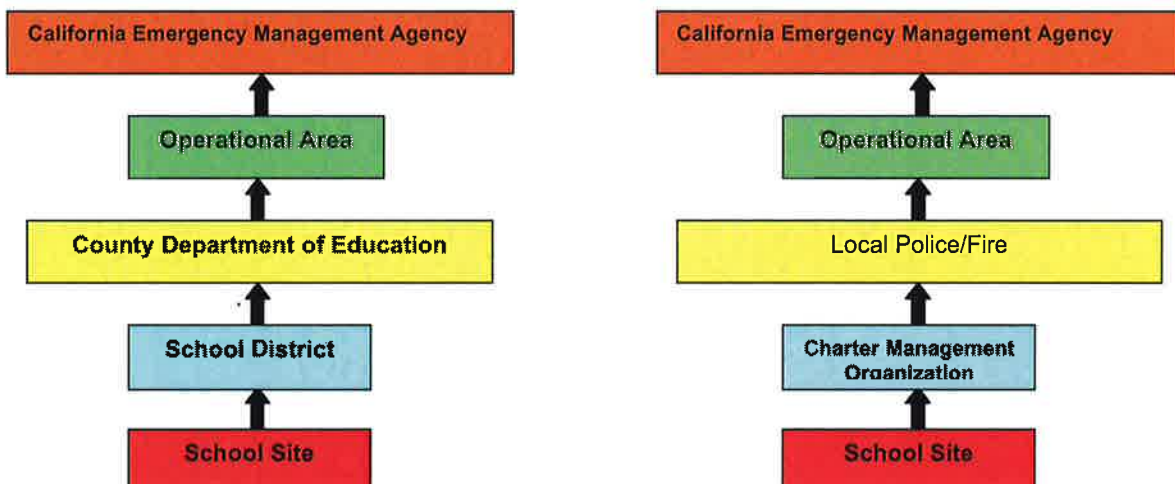 California Emergency Management Agency
Operational Area
County Department of Education
School District
School Site
California Emergency Management Agency
Operational Area
Local Police/Fire
Charter Management
Organization
School Site